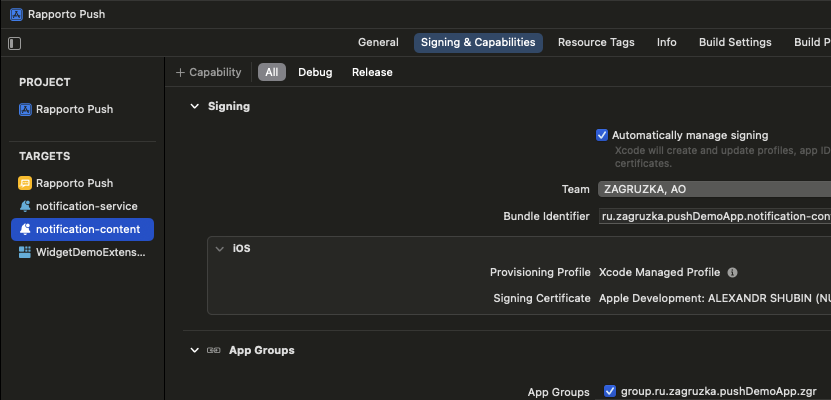 Rapporto Push
General Signing & Capabilities Resource Tags Info Build Settings Build P
+ Capability All Debug Release
PROJECT
Rapporto Push
TARGETS
Rapporto Push
notification-service
notification-content
WidgetDemoExtens...
Signing
Automatically manage signing
Xcode will create and update profiles, app ID
certificates.
Team ZAGRUZKA, AO
Bundle Identifier ru.zagruzka.pushDemoApp.notification-con
iOS
Provisioning Profile Xcode Managed Profile
Signing Certificate Apple Development: ALEXANDR SHUBIN (NU
App Groups
App Groups group.ru.zagruzka.pushDemoApp.zgr